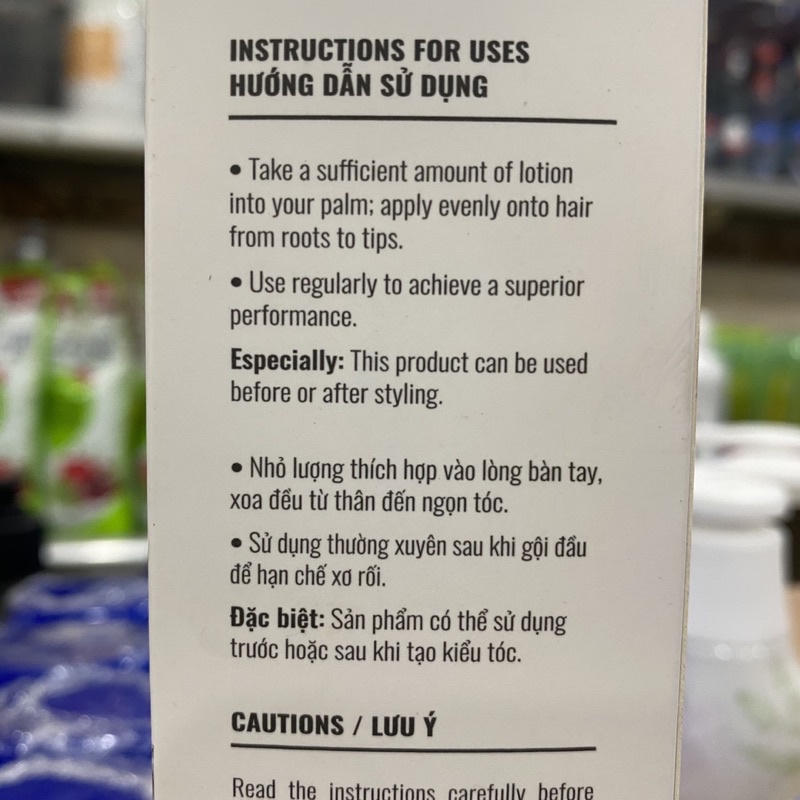 INSTRUCTIONS FOR USES
HƯỚNG DẪN SỬ DỤNG
• Take a sufficient amount of lotion
into your palm; apply evenly onto hair
from roots to tips.
• Use regularly to achieve a superior
performance.
Especially: This product can be used
before or after styling.
• Nhỏ lượng thích hợp vào lòng bàn tay,
xoa đều từ thân đến ngọn tóc.
• Sử dụng thường xuyên sau khi gội đầu
để hạn chế xơ rối.
Đặc biệt: Sản phẩm có thể sử dụng
trước hoặc sau khi tạo kiểu tóc.
CAUTIONS / LƯU Ý
Read the instructions carefully before